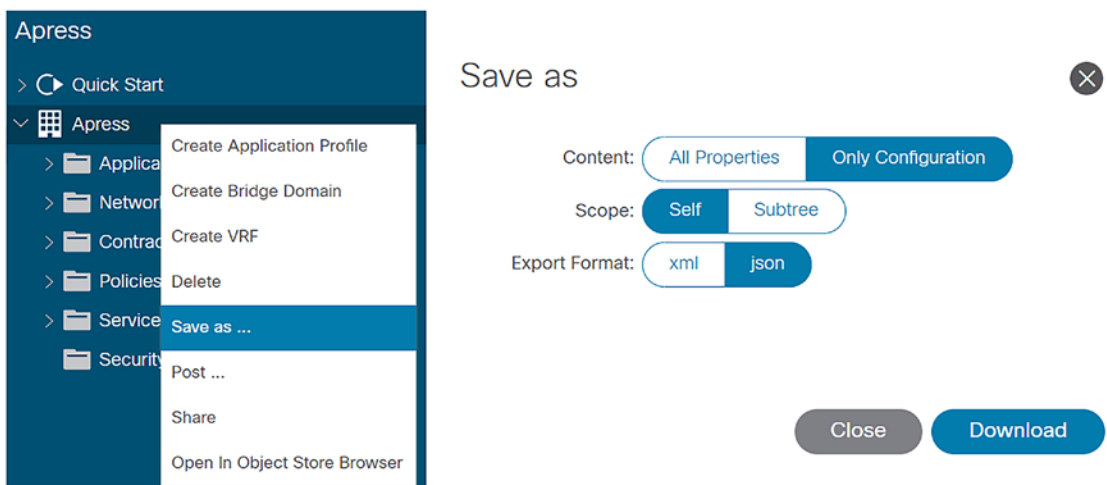 Apress
Quick Start
Apress
Applica
Networ
Contrac
Policies
Service
Security
Create Application Profile
Create Bridge Domain
Create VRF
Delete
Save as ...
Post ...
Share
Open In Object Store Browser
Save as
Content: All Properties Only Configuration
Scope: Self Subtree
Export Format: xml json
Close Download